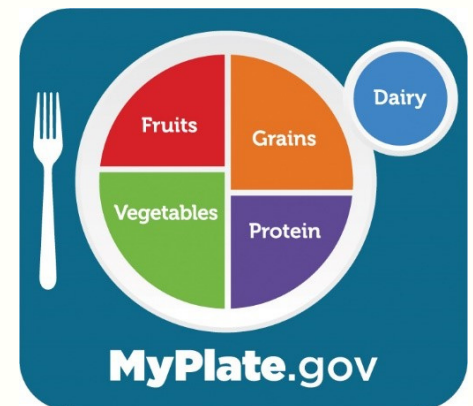 Fruits
Grains
Dairy
Vegetables
Protein
MyPlate.gov